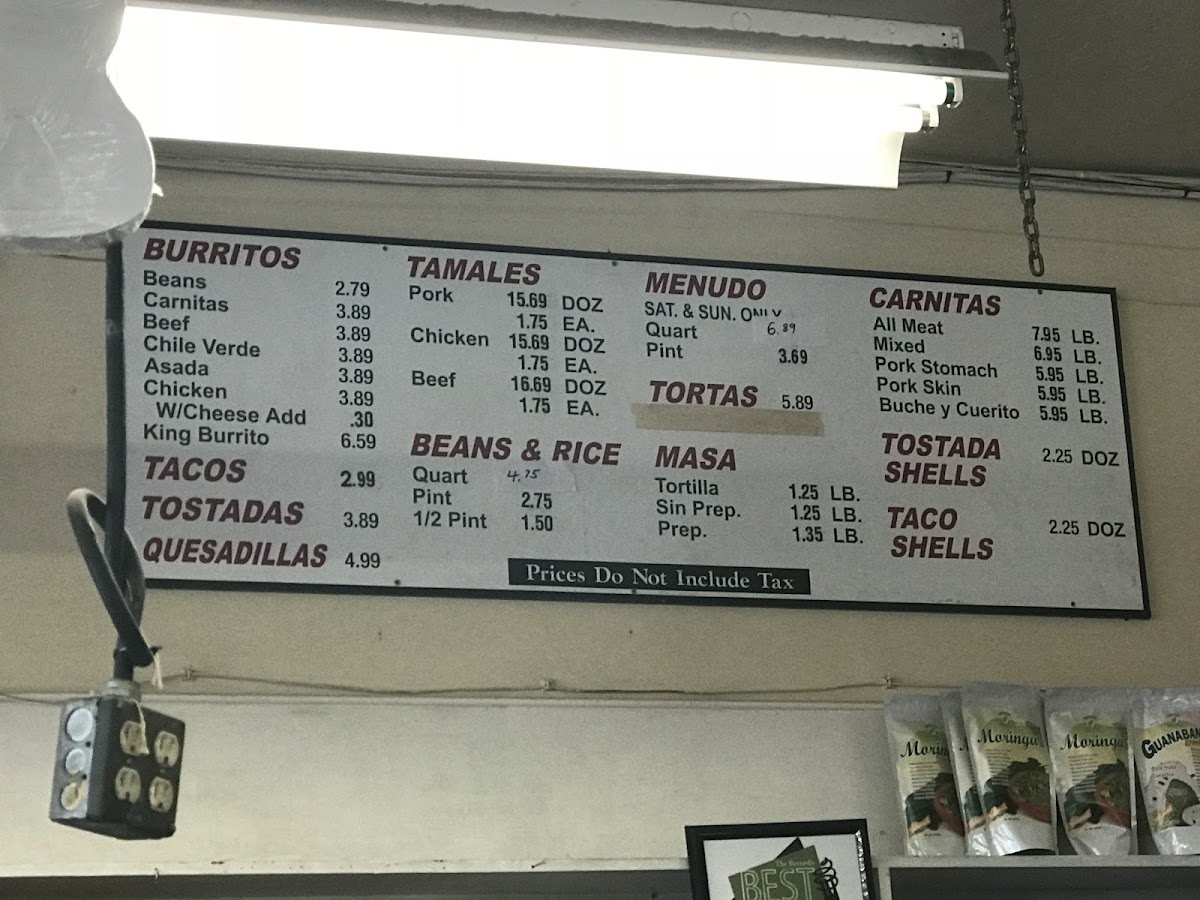 BURRITOS
Beans 2.79
Carnitas 3.89
Beef 3.89
Chile Verde 3.89
Asada 3.89
Chicken 3.89
W/Cheese Add .30
King Burrito 6.59
TACOS 2.99
TOSTADAS 3.89
QUESADILLAS 4.99
TAMALES
Pork 15.69 DOZ
1.75 EA.
Chicken 15.69 DOZ
1.75 EA.
Beef 16.69 DOZ
1.75 EA.
BEANS & RICE
Quart 4.75
Pint 2.75
1/2 Pint 1.50
MENUDO
SAT. & SUN. ONLY
Quart 6.89
Pint 3.69
TORTAS 5.89
MASA
Tortilla 1.25 LB.
Sin Prep. 1.25 LB.
Prep. 1.35 LB.
CARNITAS
All Meat 7.95 LB.
Mixed 6.95 LB.
Pork Stomach 5.95 LB.
Pork Skin 5.95 LB.
Buche y Cuerito 5.95 LB.
TOSTADA
SHELLS 2.25 DOZ
TACO
SHELLS 2.25 DOZ
Prices Do Not Include Tax
Moringa
Moringa
Moringa
The Record's
BEST